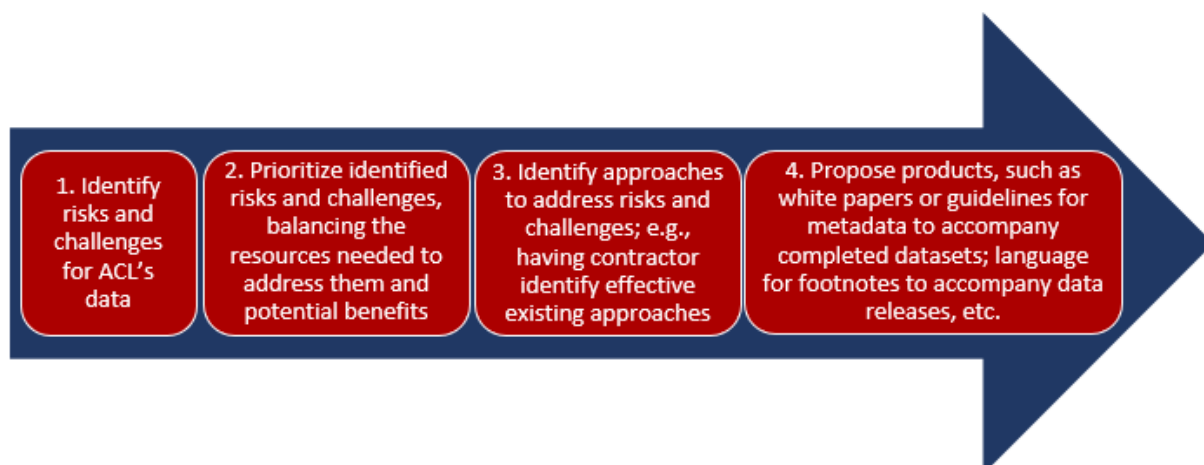 1. Identify
risks and
challenges
for ACL's
data
2. Prioritize identified
risks and challenges,
balancing the
resources needed to
address them and
potential benefits
3. Identify approaches
to address risks and
challenges; e.g.,
having contractor
identify effective
existing approaches
4. Propose products, such as
white papers or guidelines for
metadata to accompany
completed datasets; language
for footnotes to accompany data
releases, etc.